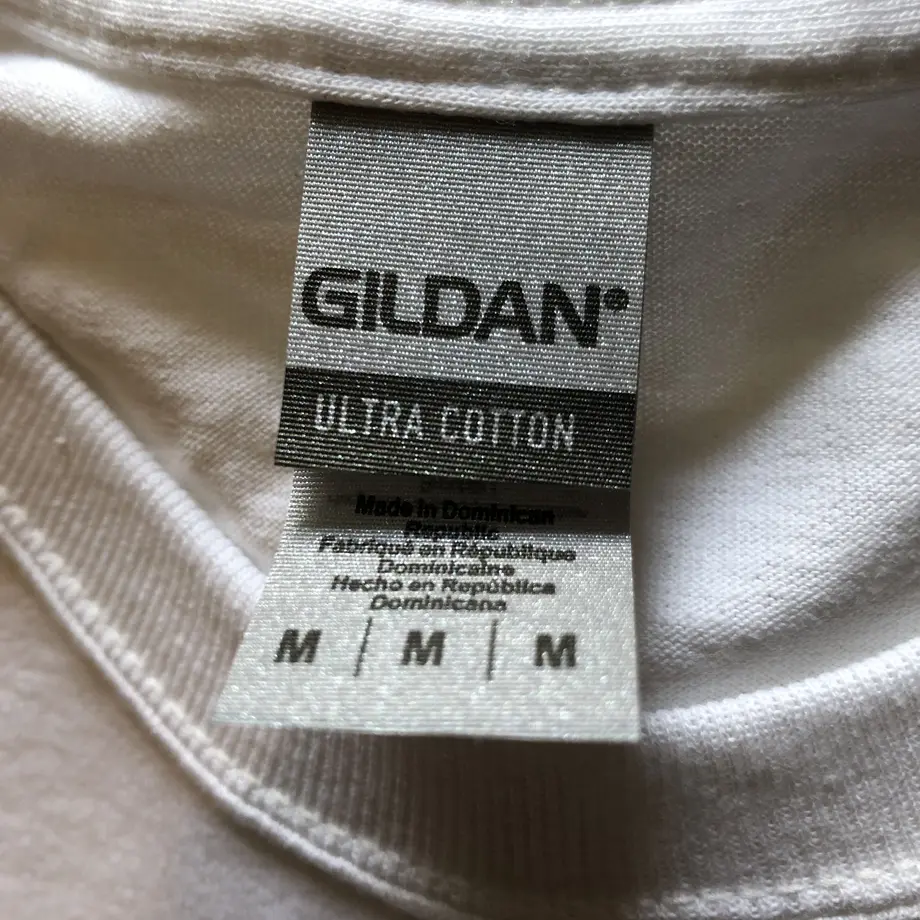 GILDAN®
ULTRA COTTON
Made in Dominican
Republic
Fabriqué en République
Dominicaine
Hecho en República
Dominicana
M | M | M